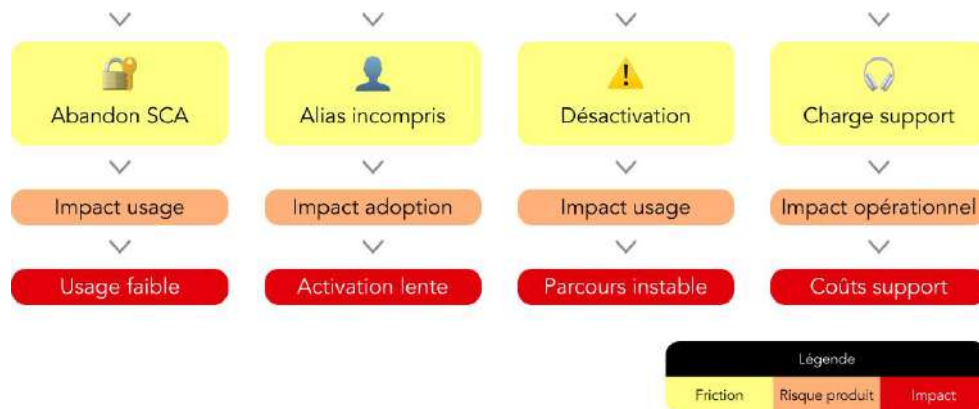 Abandon SCA
Alias incompris
Désactivation
Charge support
Impact usage
Impact adoption
Impact usage
Impact opérationnel
Usage faible
Activation lente
Parcours instable
Coûts support
Légende
Friction
Risque produit
Impact